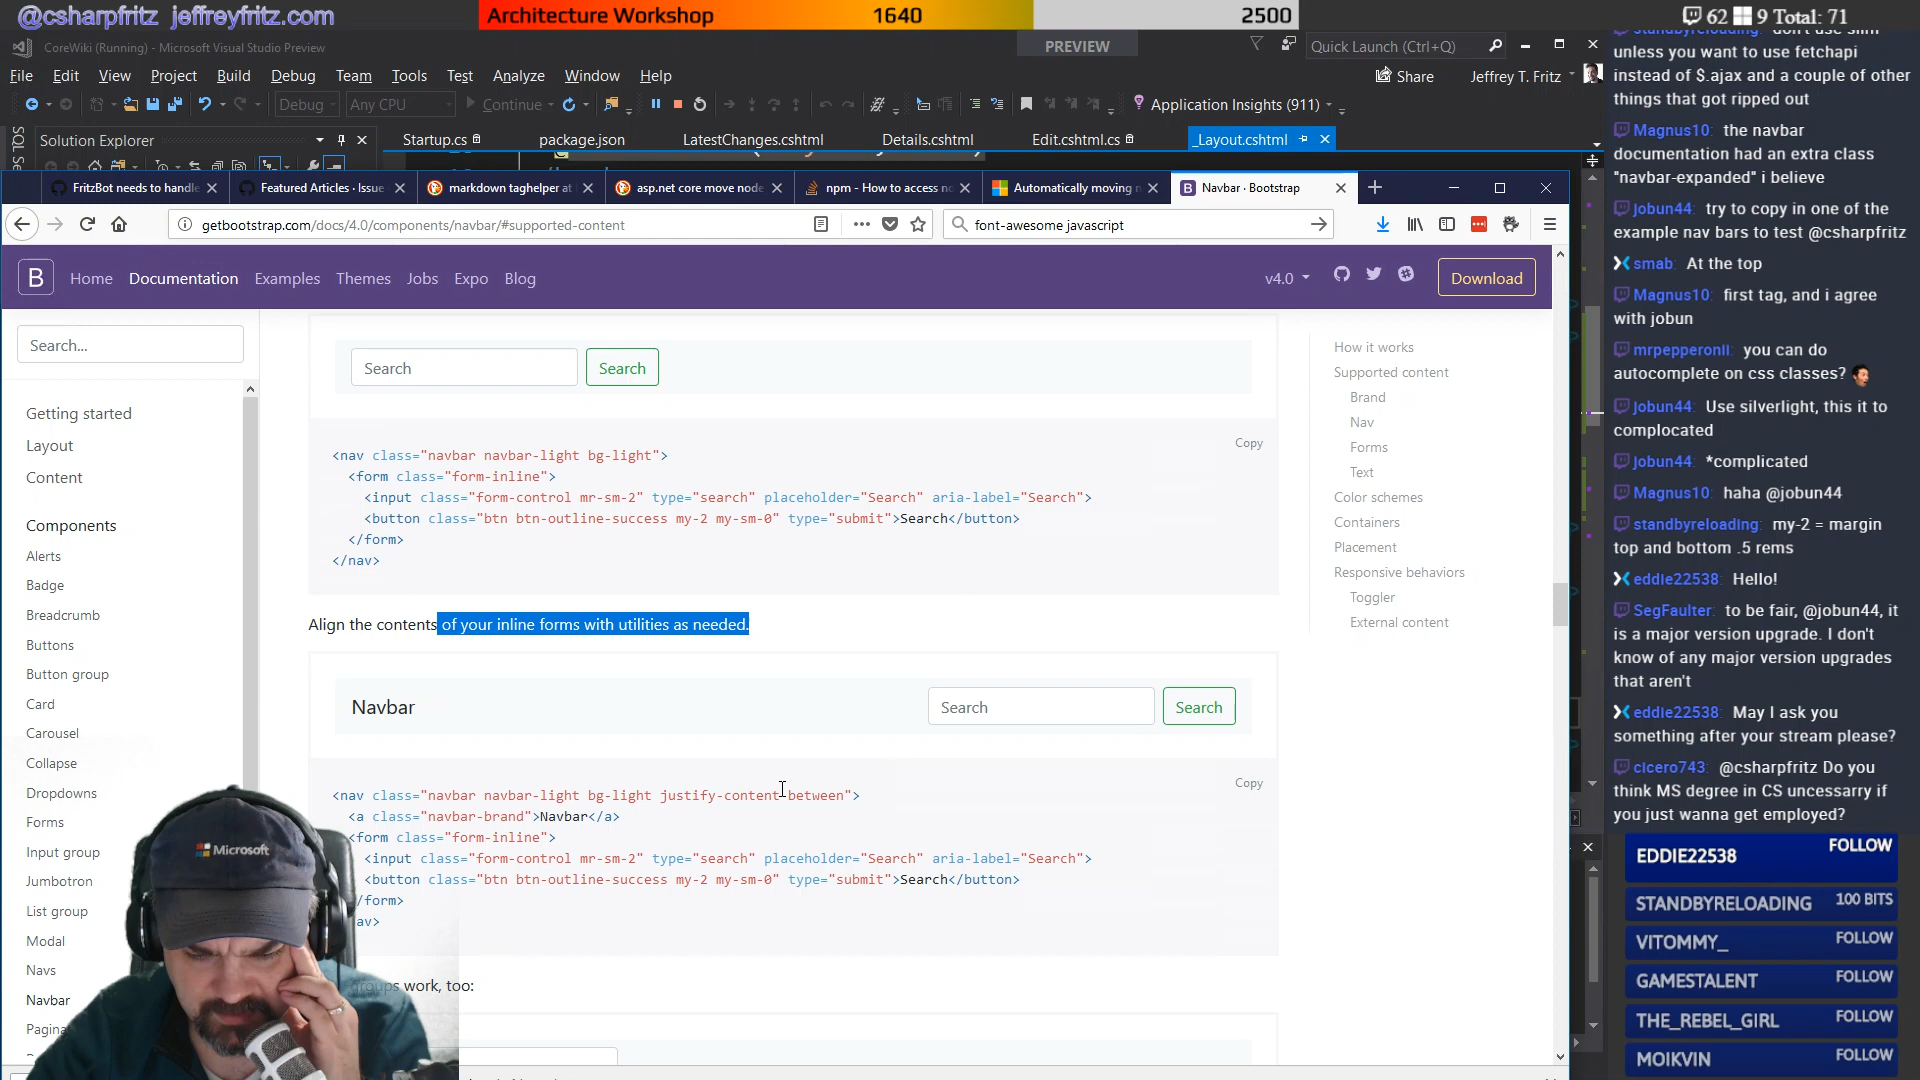 @csharpfritz jeffreyfritz.com
Architecture Workshop 1640 2500
62 9 Total: 71
CoreWiki (Running) - Microsoft Visual Studio Preview
PREVIEW
Quick Launch (Ctrl+Q)
File Edit View Project Build Debug Team Tools Test Analyze Window Help
Share Jeffrey T. Fritz
Debug Any CPU Continue Application Insights (911)
Solution Explorer
Startup.cs package.json LatestChanges.cshtml Details.cshtml Edit.cshtml.cs _Layout.cshtml
FritzBot needs to handle
Featured Articles · Issue
markdown taghelper at
asp.net core move node
npm - How to access no
Automatically moving n
Navbar · Bootstrap
getbootstrap.com/docs/4.0/components/navbar/#supported-content
font-awesome javascript
B Home Documentation Examples Themes Jobs Expo Blog v4.0 Download
Search...
Getting started
Layout
Content
Components
Alerts
Badge
Breadcrumb
Buttons
Button group
Card
Carousel
Collapse
Dropdowns
Forms
Input group
Jumbotron
List group
Modal
Navs
Navbar
Search Search
Copy
<nav class="navbar navbar-light bg-light">
<form class="form-inline">
<input class="form-control mr-sm-2" type="search" placeholder="Search" aria-label="Search">
<button class="btn btn-outline-success my-2 my-sm-0" type="submit">Search</button>
</form>
</nav>
Align the contents of your inline forms with utilities as needed.
Navbar Search Search
Copy
<nav class="navbar navbar-light bg-light justify-content-between">
<a class="navbar-brand">Navbar</a>
<form class="form-inline">
<input class="form-control mr-sm-2" type="search" placeholder="Search" aria-label="Search">
<button class="btn btn-outline-success my-2 my-sm-0" type="submit">Search</button>
/form>
av>
groups work, too:
How it works
Supported content
Brand
Nav
Forms
Text
Color schemes
Containers
Placement
Responsive behaviors
Toggler
External content
Microsoft
standbyreloading: don't use slim
unless you want to use fetchapi
instead of $.ajax and a couple of other
things that got ripped out
Magnus10: the navbar
documentation had an extra class
"navbar-expanded" i believe
jobun44: try to copy in one of the
example nav bars to test @csharpfritz
smab: At the top
Magnus10: first tag, and i agree
with jobun
mrpepperonii: you can do
autocomplete on css classes?
jobun44: Use silverlight, this it to
complocated
jobun44: *complicated
Magnus10: haha @jobun44
standbyreloading: my-2 = margin
top and bottom .5 rems
eddie22538: Hello!
SegFaulter: to be fair, @jobun44, it
is a major version upgrade. I don't
know of any major version upgrades
that aren't
eddie22538: May I ask you
something after your stream please?
cicero743: @csharpfritz Do you
think MS degree in CS uncessarry if
you just wanna get employed?
EDDIE22538 FOLLOW
STANDBYRELOADING 100 BITS
VITOMMY_ FOLLOW
GAMESTALENT FOLLOW
THE_REBEL_GIRL FOLLOW
MOIKVIN FOLLOW